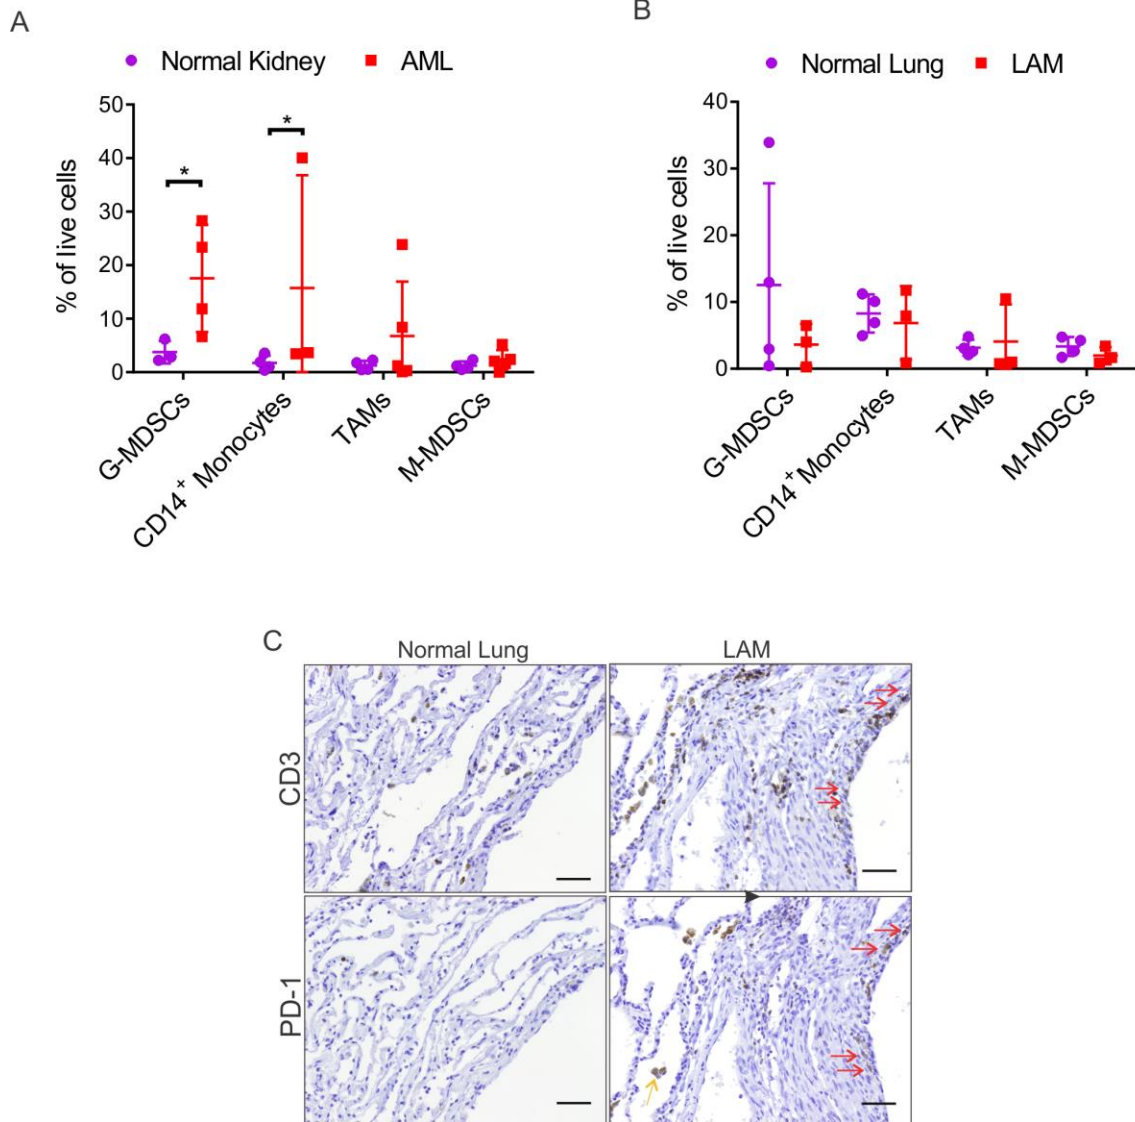 A
Normal Kidney
AML
% of live cells
50
40
30
20
10
0
*
*
G-MDSCs
CD14+ Monocytes
TAMs
M-MDSCs
B
Normal Lung
LAM
% of live cells
40
30
20
10
0
G-MDSCs
CD14+ Monocytes
TAMs
M-MDSCs
C
Normal Lung
LAM
CD3
PD-1